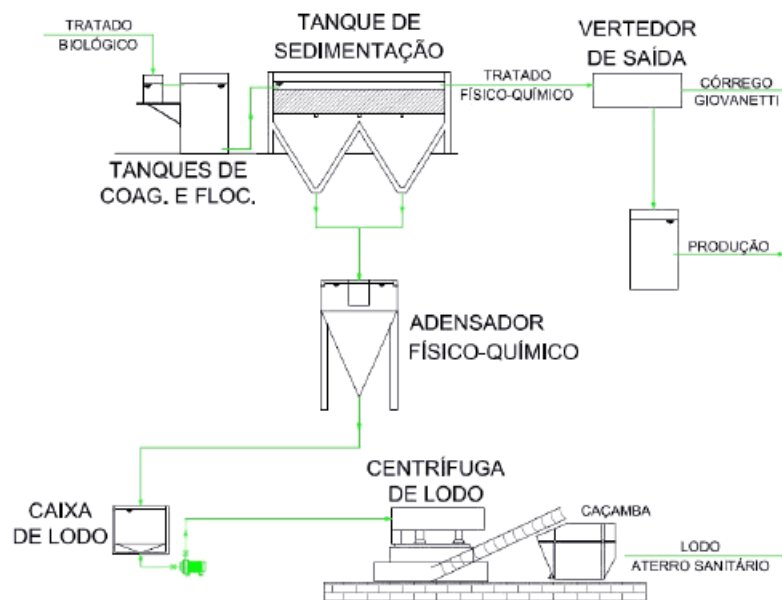 TRATADO
BIOLÓGICO
TANQUE DE
SEDIMENTAÇÃO
VERTEDOR
DE SAÍDA
TRATADO
FÍSICO-QUÍMICO
CÓRREGO
GIOVANETTI
TANQUES DE
COAG. E FLOC.
PRODUÇÃO
ADENSADOR
FÍSICO-QUÍMICO
CENTRÍFUGA
DE LODO
CAIXA
DE LODO
CAÇAMBA
LODO
ATERRO SANITÁRIO